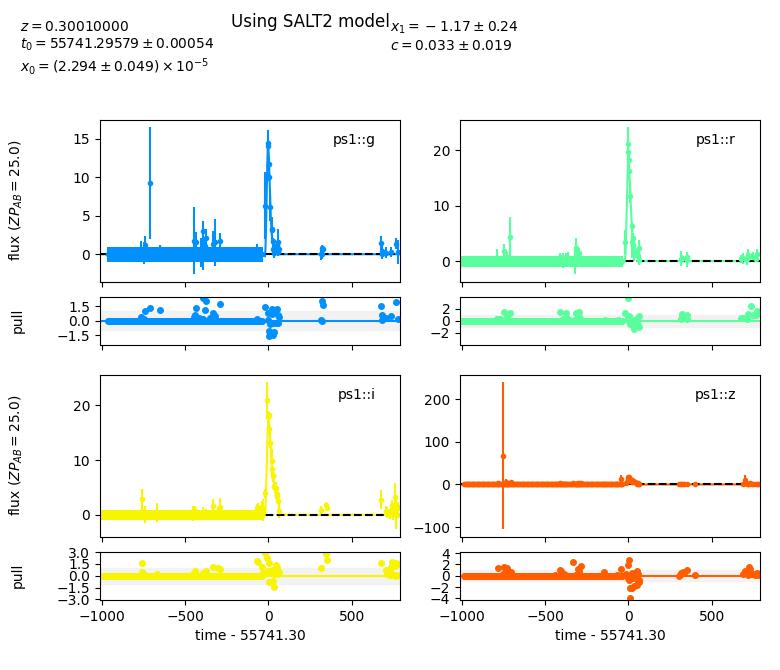 Using SALT2 model
z = 0.30010000
t₀ = 55741.29579 ± 0.00054
x₀ = (2.294 ± 0.049) × 10⁻⁵
x₁ = −1.17 ± 0.24
c = 0.033 ± 0.019
ps1::g
15
10
5
0
flux (ZP_AB = 25.0)
1.5
0.0
−1.5
pull
ps1::r
20
10
0
2
0
−2
ps1::i
20
10
0
flux (ZP_AB = 25.0)
3.0
1.5
0.0
−1.5
−3.0
pull
−1000
−500
0
500
time - 55741.30
ps1::z
200
100
0
−100
4
2
0
−2
−4
−1000
−500
0
500
time - 55741.30